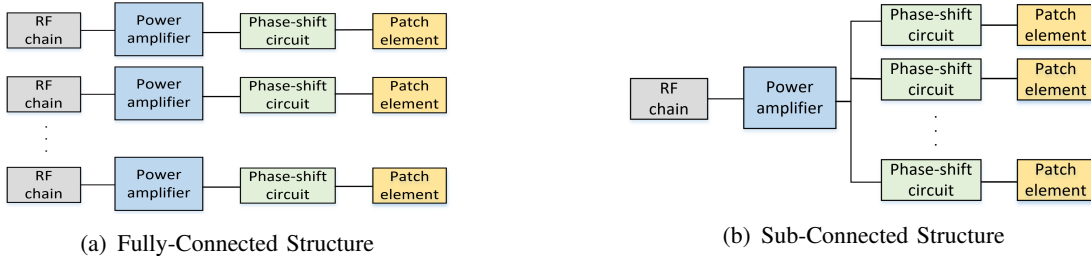 RF
chain
Power
amplifier
Phase-shift
circuit
Patch
element
RF
chain
Power
amplifier
Phase-shift
circuit
Patch
element
RF
chain
Power
amplifier
Phase-shift
circuit
Patch
element
(a) Fully-Connected Structure
RF
chain
Power
amplifier
Phase-shift
circuit
Patch
element
Phase-shift
circuit
Patch
element
Phase-shift
circuit
Patch
element
(b) Sub-Connected Structure